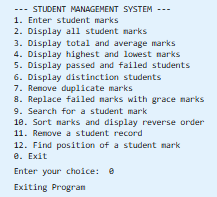 --- STUDENT MANAGEMENT SYSTEM ---
1. Enter student marks
2. Display all student marks
3. Display total and average marks
4. Display highest and lowest marks
5. Display passed and failed students
6. Display distinction students
7. Remove duplicate marks
8. Replace failed marks with grace marks
9. Search for a student mark
10. Sort marks and display reverse order
11. Remove a student record
12. Find position of a student mark
0. Exit
Enter your choice: 0
Exiting Program